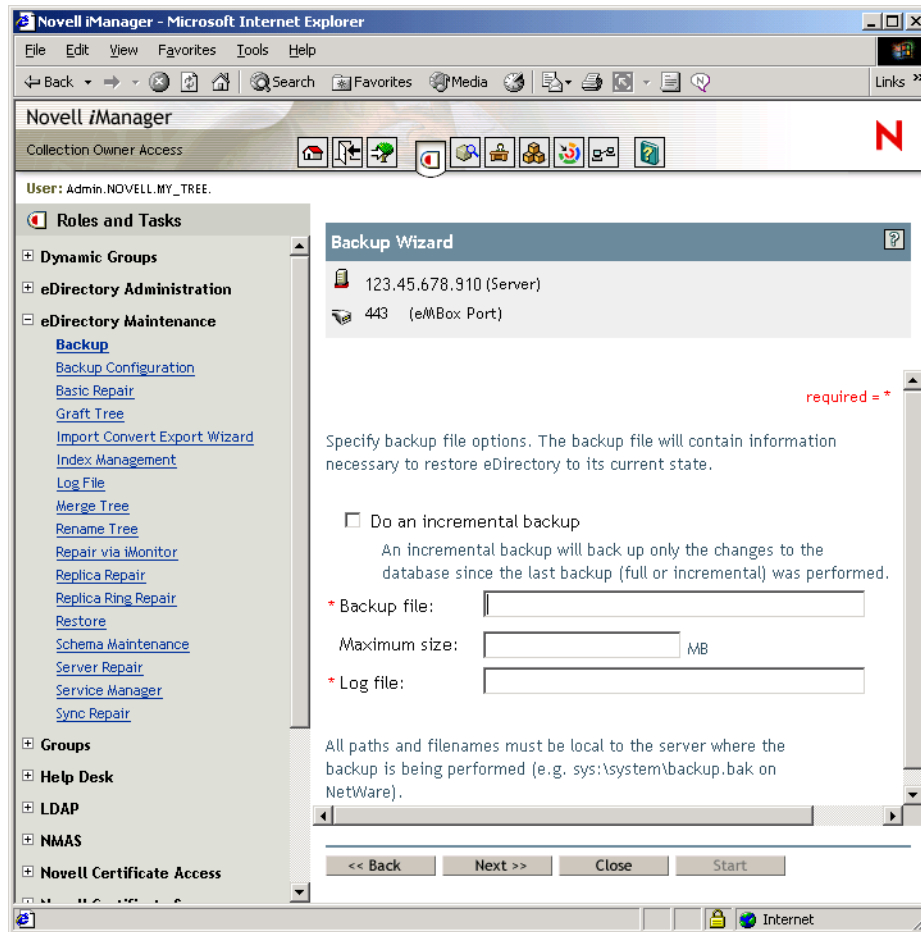 Novell iManager - Microsoft Internet Explorer
File Edit View Favorites Tools Help
Back Search Favorites Media Links »
Novell iManager
Collection Owner Access
N
User: Admin.NOVELL.MY_TREE.
Roles and Tasks
Dynamic Groups
eDirectory Administration
eDirectory Maintenance
Backup
Backup Configuration
Basic Repair
Graft Tree
Import Convert Export Wizard
Index Management
Log File
Merge Tree
Rename Tree
Repair via iMonitor
Replica Repair
Replica Ring Repair
Restore
Schema Maintenance
Server Repair
Service Manager
Sync Repair
Groups
Help Desk
LDAP
NMAS
Novell Certificate Access
Backup Wizard ?
123.45.678.910 (Server)
443 (eMBox Port)
required = *
Specify backup file options. The backup file will contain information
necessary to restore eDirectory to its current state.
Do an incremental backup
An incremental backup will back up only the changes to the
database since the last backup (full or incremental) was performed.
* Backup file:
Maximum size: MB
* Log file:
All paths and filenames must be local to the server where the
backup is being performed (e.g. sys:\system\backup.bak on
NetWare).
<< Back Next >> Close Start
Internet